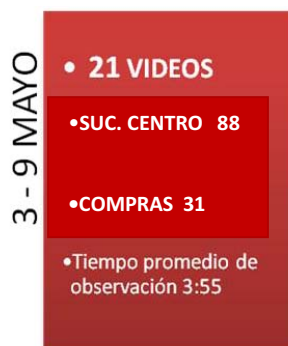 3 - 9 MAYO
• 21 VIDEOS
•SUC. CENTRO 88
•COMPRAS 31
•Tiempo promedio de
observación 3:55